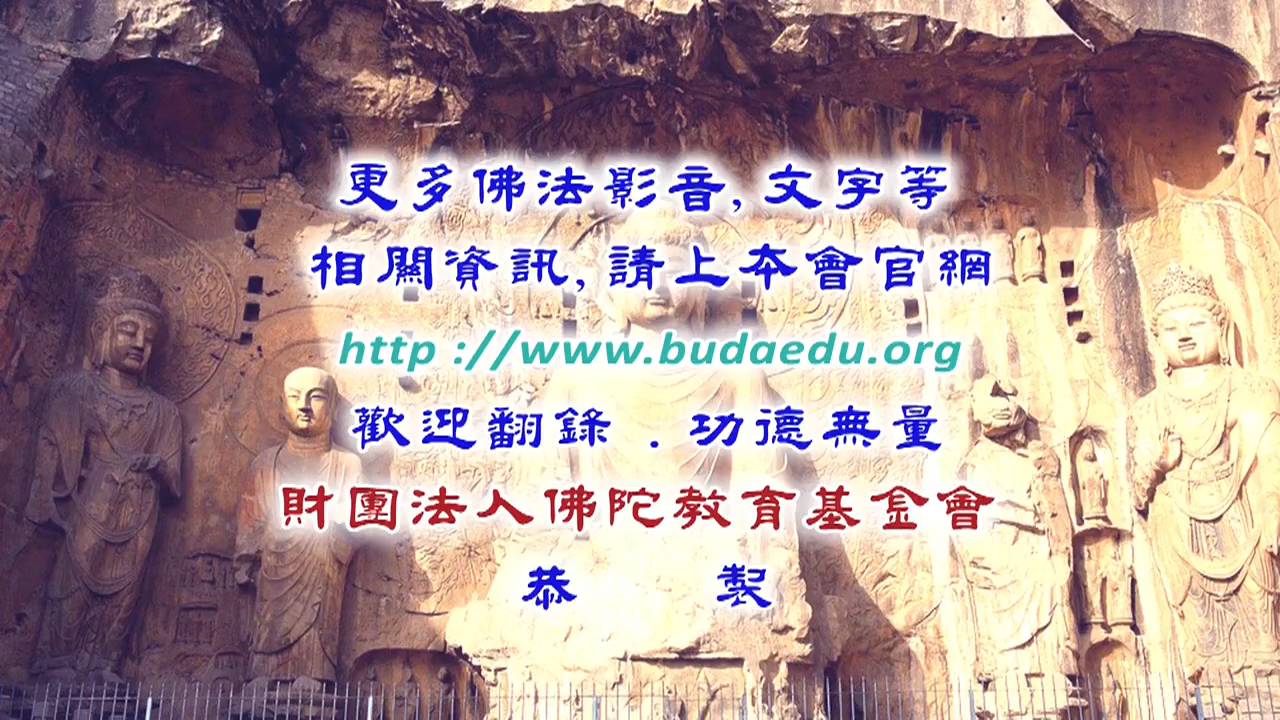 更多佛法影音,文字等
相關資訊,請上本會官網
http ://www.budaedu.org
歡迎翻錄 . 功德無量
財團法人佛陀教育基金會
恭 製